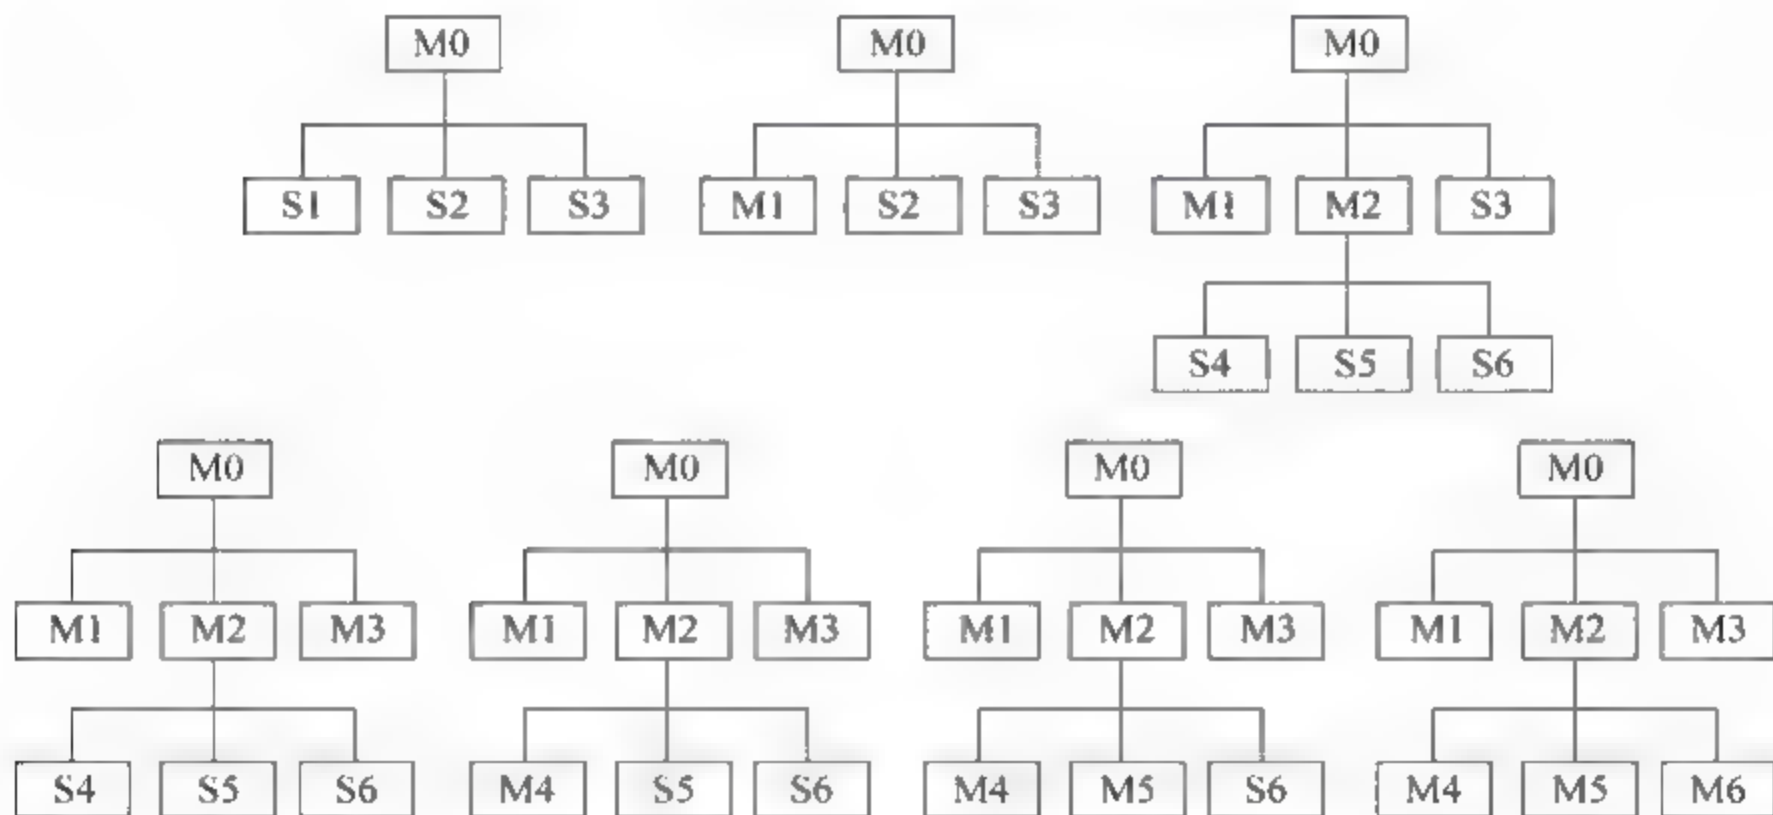 M0 M0 M0
S1 S2 S3 M1 S2 S3 M1 M2 S3
S4 S5 S6
M0 M0 M0 M0
M1 M2 M3 M1 M2 M3 M1 M2 M3 M1 M2 M3
S4 S5 S6 M4 S5 S6 M4 M5 S6 M4 M5 M6